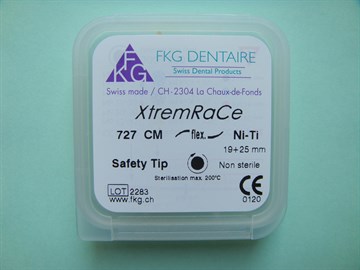 FKG
FKG DENTAIRE
Swiss Dental Products
Swiss made / CH-2304 La Chaux-de-Fonds
XtremRaCe
727 CM flex. Ni-Ti
19+25 mm
Safety Tip Non sterile
Sterilisation max. 200°C
LOT 2283
www.fkg.ch
CE
0120